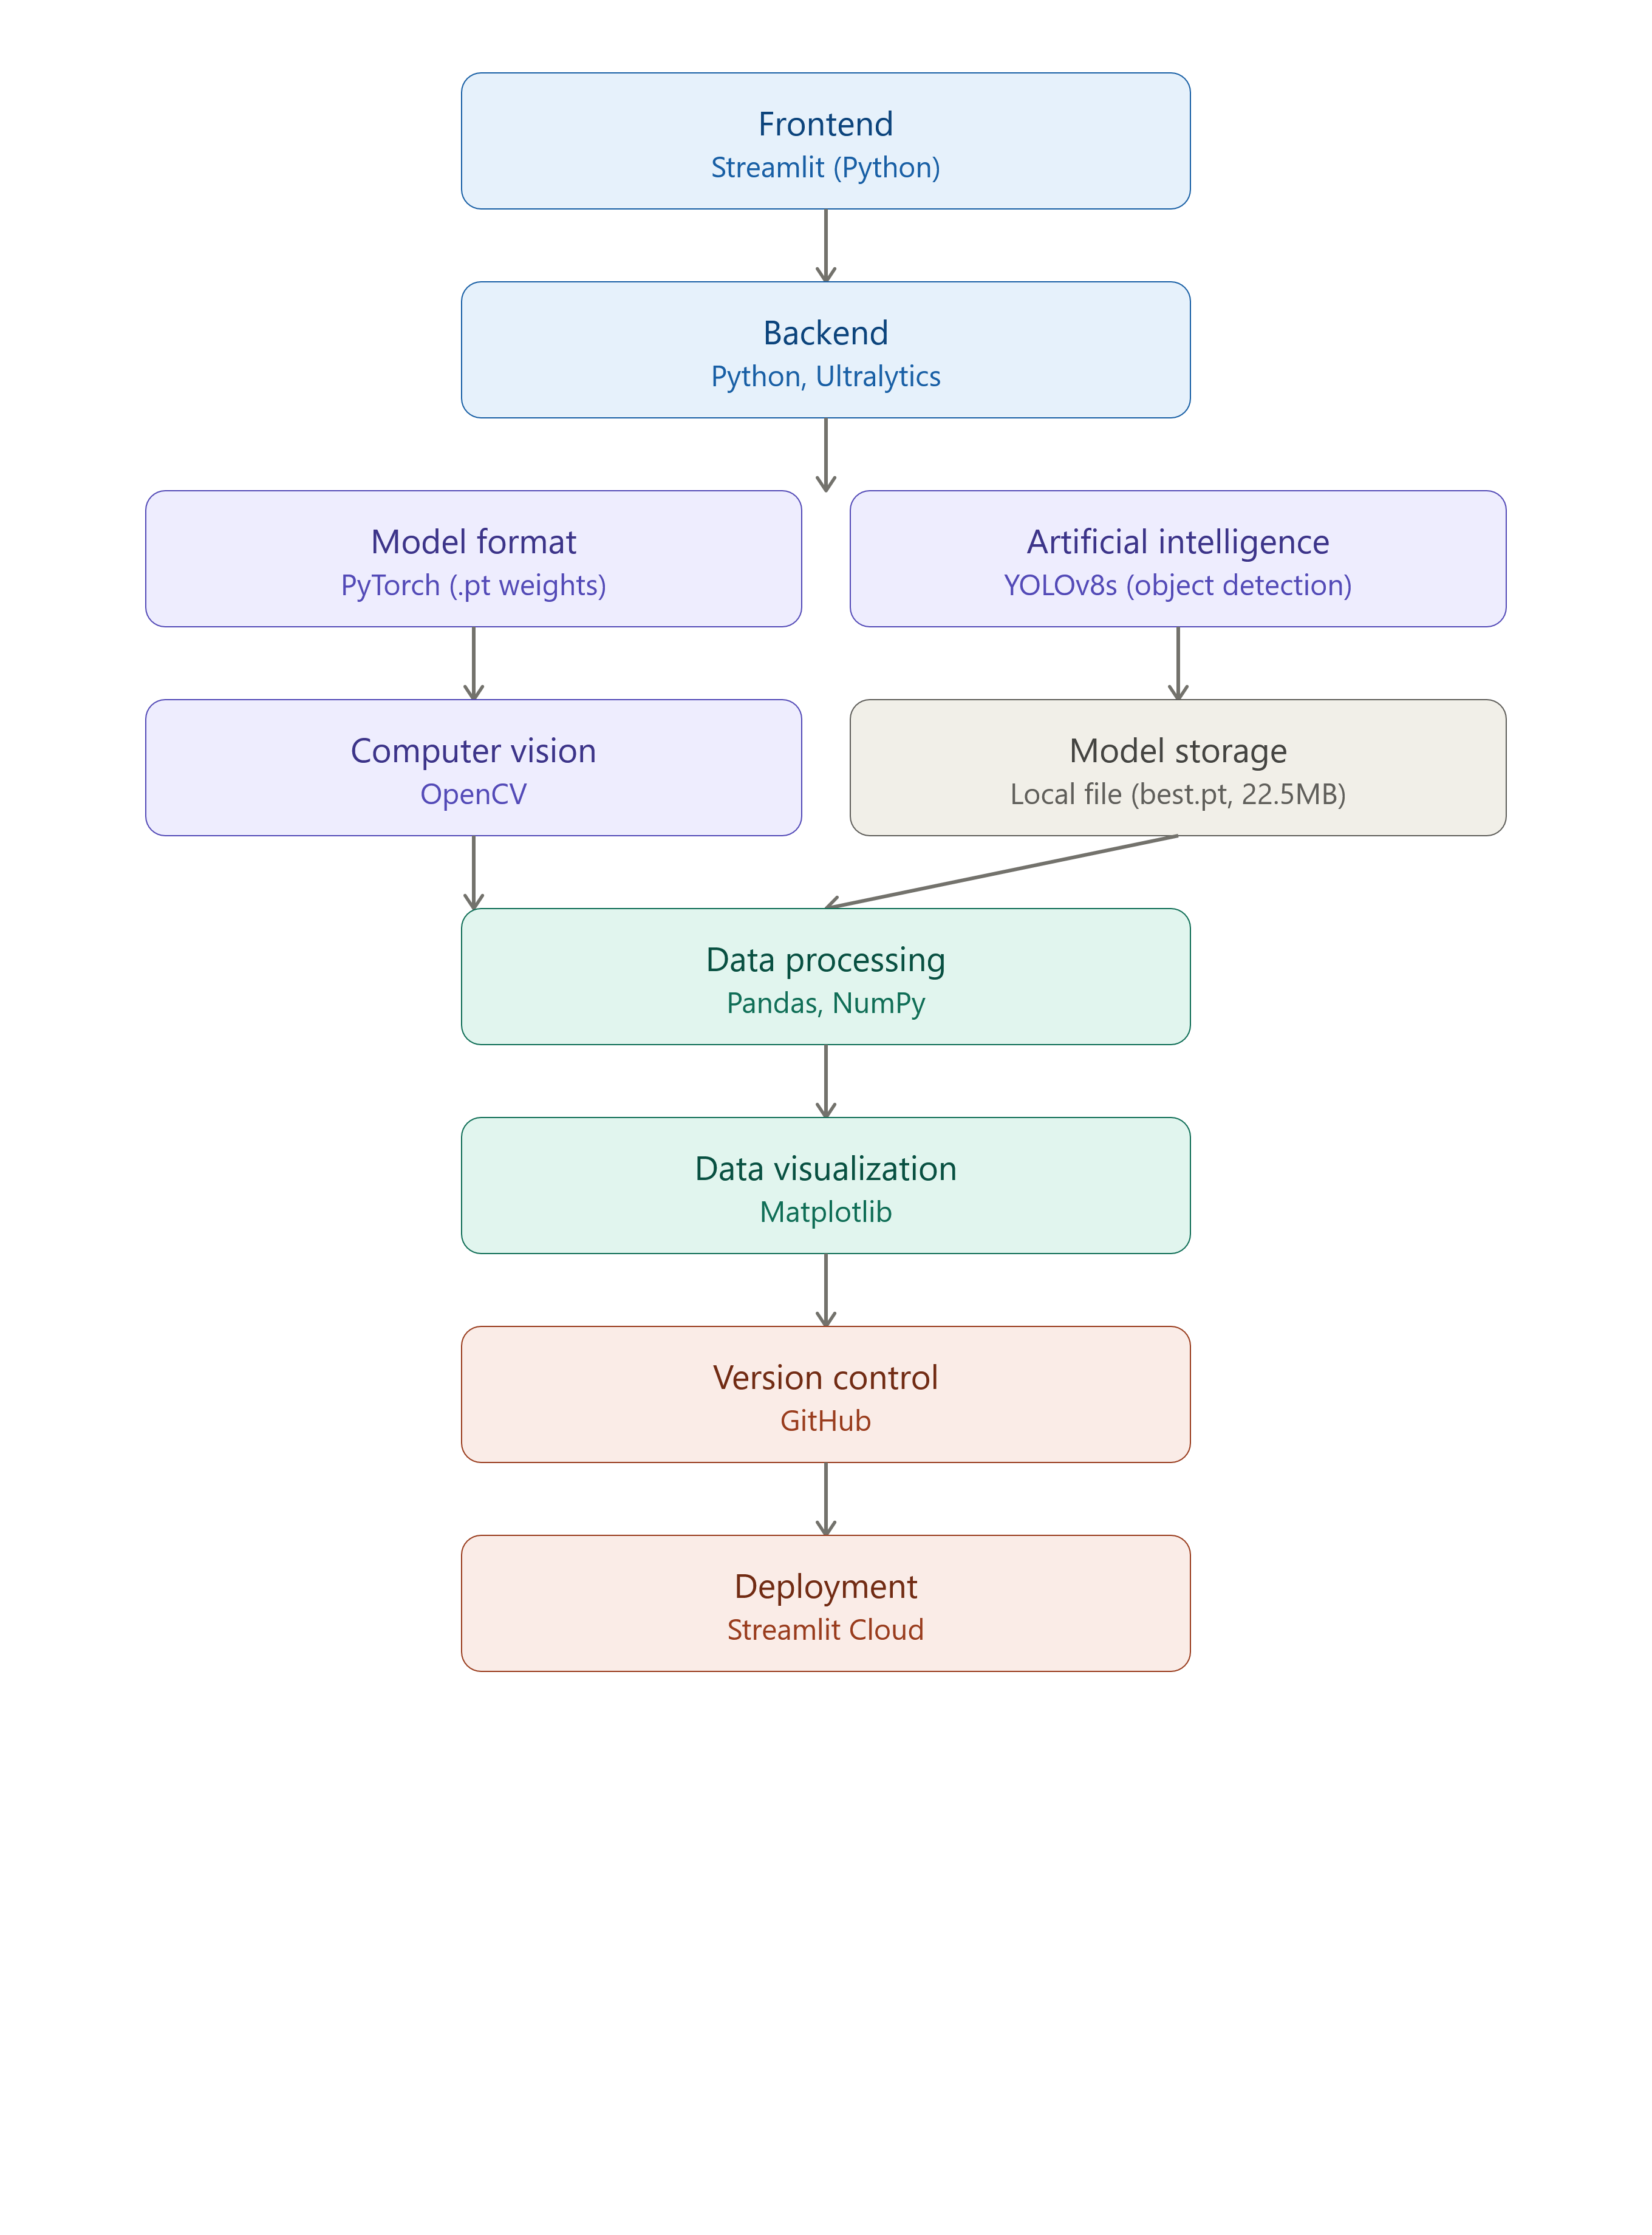 Frontend
Streamlit (Python)
Backend
Python, Ultralytics
Model format
PyTorch (.pt weights)
Artificial intelligence
YOLOv8s (object detection)
Computer vision
OpenCV
Model storage
Local file (best.pt, 22.5MB)
Data processing
Pandas, NumPy
Data visualization
Matplotlib
Version control
GitHub
Deployment
Streamlit Cloud